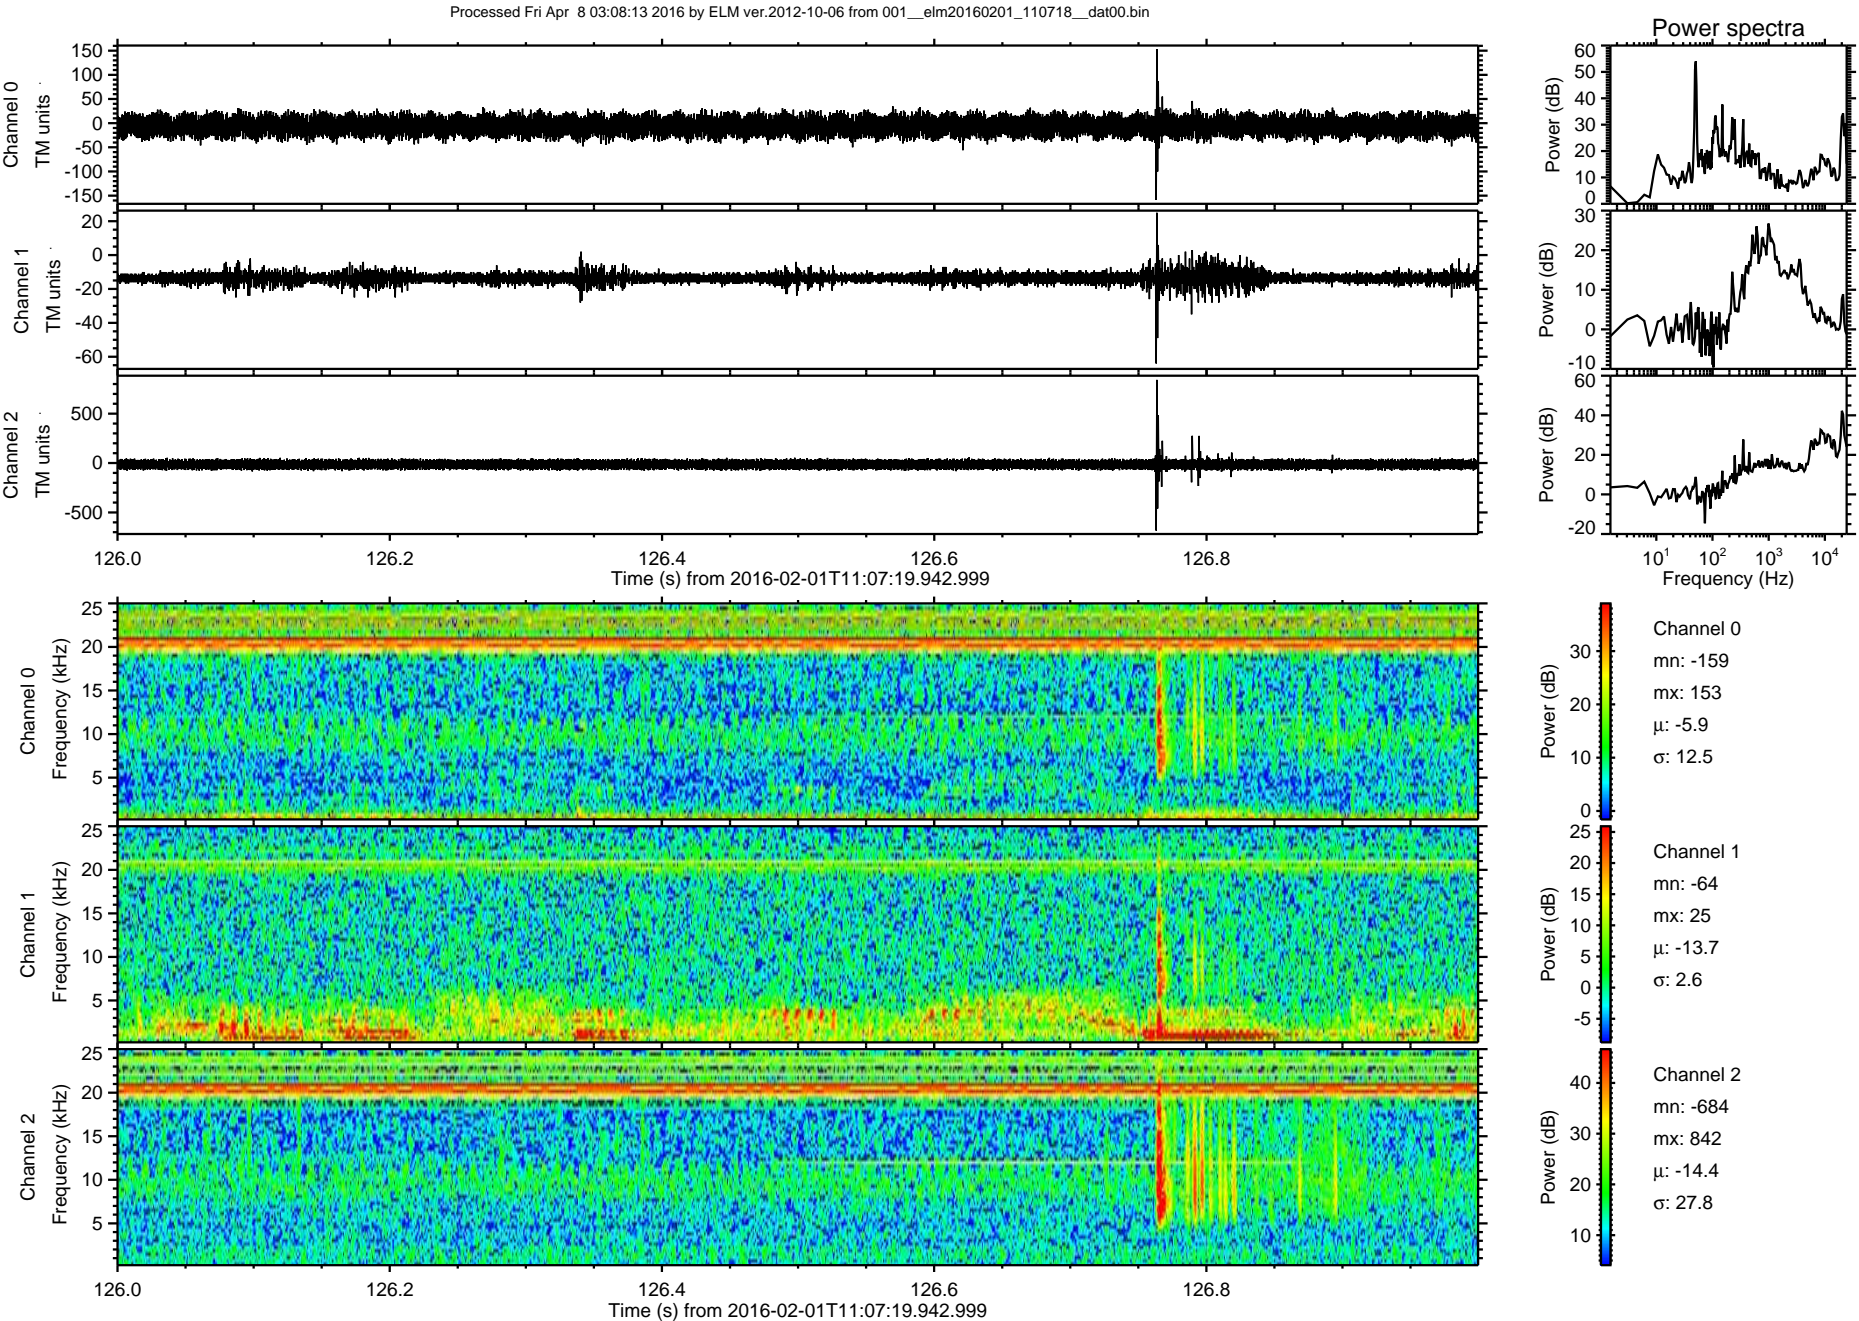 Processed Fri Apr  8 03:08:13 2016 by ELM ver.2012-10-06 from 001__elm20160201_110718__dat00.bin
Power spectra
Channel 0
TM units
150
100
50
0
-50
-100
-150
Power (dB)
60
50
40
30
20
10
0
Channel 1
TM units
20
0
-20
-40
-60
Power (dB)
30
20
10
0
-10
Channel 2
TM units
500
0
-500
Power (dB)
60
40
20
0
-20
126.0 126.2 126.4 126.6 126.8
Time (s) from 2016-02-01T11:07:19.942.999
10^1 10^2 10^3 10^4
Frequency (Hz)
Channel 0
Frequency (kHz)
25
20
15
10
5
Power (dB)
30
20
10
0
Channel 0
mn: -159
mx: 153
μ: -5.9
σ: 12.5
Channel 1
Frequency (kHz)
25
20
15
10
5
Power (dB)
25
20
15
10
5
0
-5
Channel 1
mn: -64
mx: 25
μ: -13.7
σ: 2.6
Channel 2
Frequency (kHz)
25
20
15
10
5
Power (dB)
40
30
20
10
Channel 2
mn: -684
mx: 842
μ: -14.4
σ: 27.8
126.0 126.2 126.4 126.6 126.8
Time (s) from 2016-02-01T11:07:19.942.999